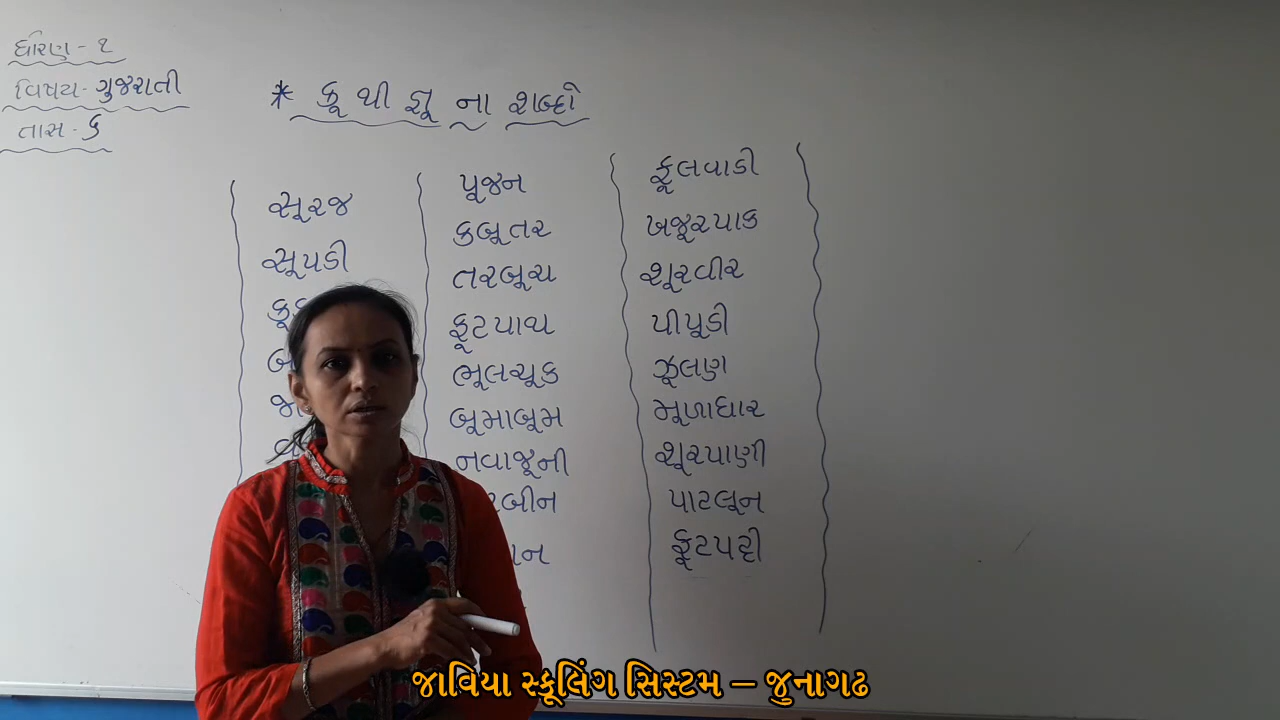 ધોરણ - ૧
વિષય - ગુજરાતી
તાસ - ૬
* કૂ થી જ્ઞૂ ના શબ્દો
સૂરજ
સૂપડી
પૂજન
કબૂતર
તરબૂચ
ફૂટપાથ
ભૂલચૂક
બૂમાબૂમ
નવાજૂની
ફૂલવાડી
ખજૂરપાક
શૂરવીર
પીપૂડી
ઝૂલણ
મૂળાધાર
શૂરપાણી
પાટલૂન
ફૂટપટ્ટી
જાવિયા સ્કૂલિંગ સિસ્ટમ – જુનાગઢ